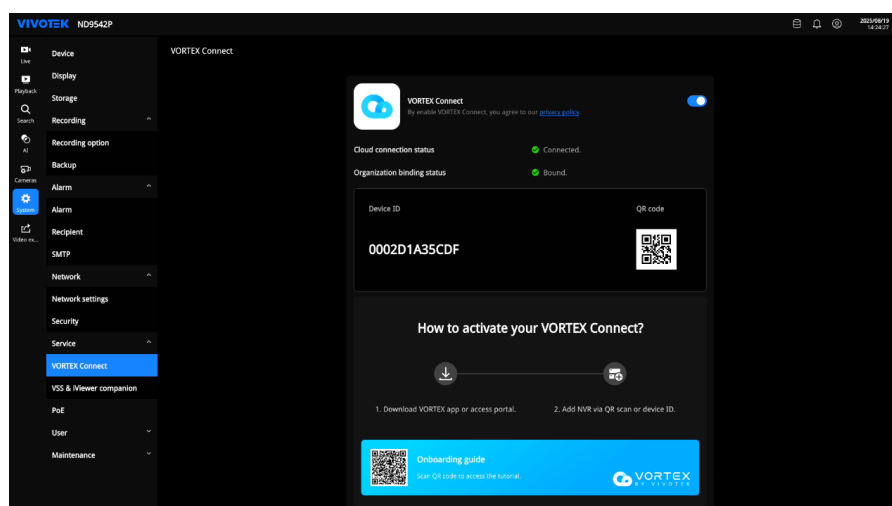 VIVOTEK ND9542P
2025/08/19
14:24:27
Live
Playback
Search
AI
Cameras
System
Video ex...
Device
Display
Storage
Recording
Recording option
Backup
Alarm
Alarm
Recipient
SMTP
Network
Network settings
Security
Service
VORTEX Connect
VSS & iViewer companion
PoE
User
Maintenance
VORTEX Connect
VORTEX Connect
By enable VORTEX Connect, you agree to our privacy policy.
Cloud connection status Connected.
Organization binding status Bound.
Device ID QR code
0002D1A35CDF
How to activate your VORTEX Connect?
1. Download VORTEX app or access portal. 2. Add NVR via QR scan or device ID.
Onboarding guide
Scan QR code to access the tutorial.
VORTEX
BY VIVOTEK